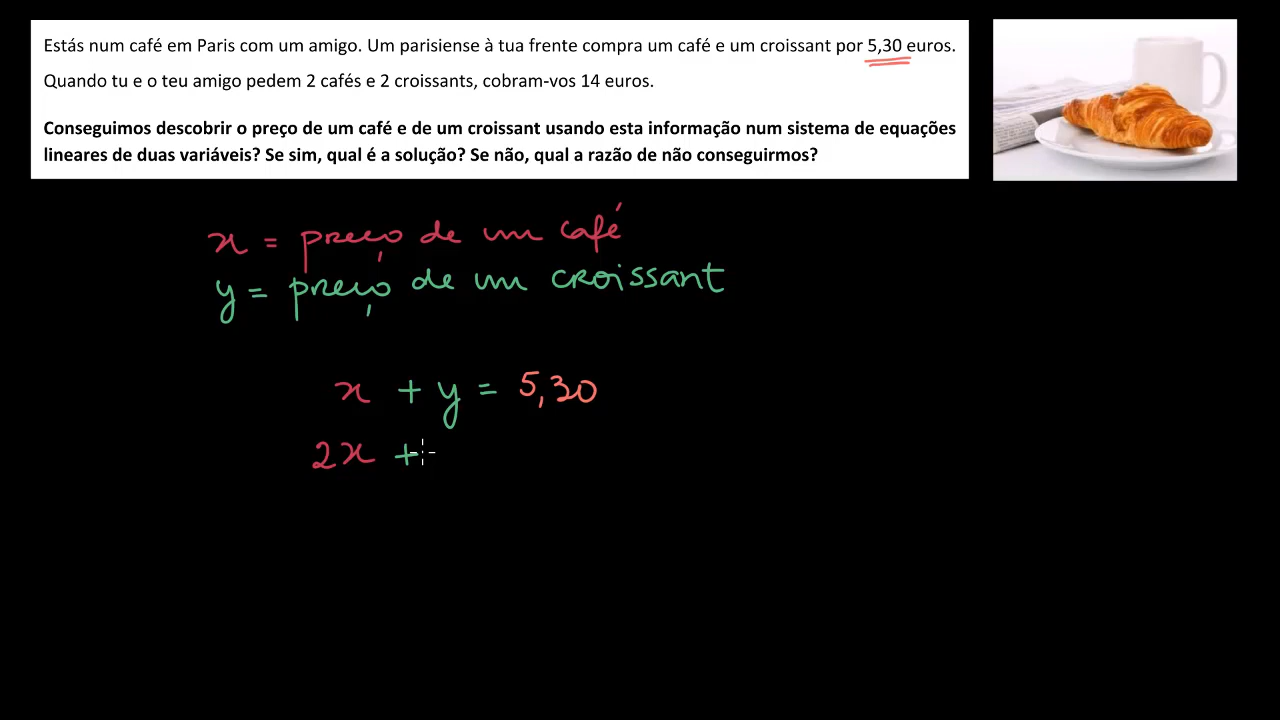 Estás num café em Paris com um amigo. Um parisiense à tua frente compra um café e um croissant por 5,30 euros.
Quando tu e o teu amigo pedem 2 cafés e 2 croissants, cobram-vos 14 euros.
Conseguimos descobrir o preço de um café e de um croissant usando esta informação num sistema de equações
lineares de duas variáveis? Se sim, qual é a solução? Se não, qual a razão de não conseguirmos?
x = preço de um café
y = preço de um croissant
x + y = 5,30
2x +